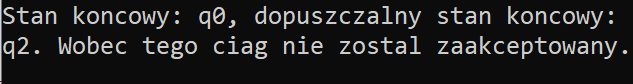 Stan koncowy: q0, dopuszczalny stan koncowy:
q2. Wobec tego ciag nie zostal zaakceptowany.